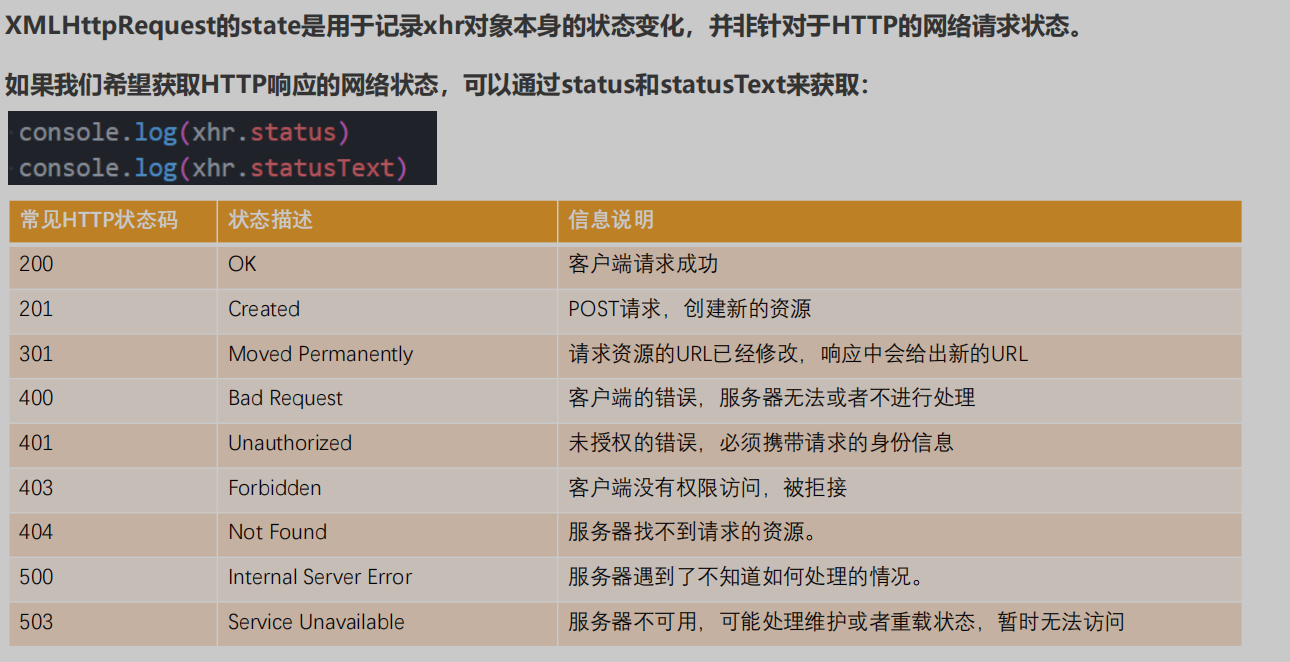 XMLHttpRequest的state是用于记录xhr对象本身的状态变化，并非针对于HTTP的网络请求状态。
如果我们希望获取HTTP响应的网络状态，可以通过status和statusText来获取：
console.log(xhr.status)
console.log(xhr.statusText)
常见HTTP状态码 状态描述 信息说明
200 OK 客户端请求成功
201 Created POST请求，创建新的资源
301 Moved Permanently 请求资源的URL已经修改，响应中会给出新的URL
400 Bad Request 客户端的错误，服务器无法或者不进行处理
401 Unauthorized 未授权的错误，必须携带请求的身份信息
403 Forbidden 客户端没有权限访问，被拒接
404 Not Found 服务器找不到请求的资源。
500 Internal Server Error 服务器遇到了不知道如何处理的情况。
503 Service Unavailable 服务器不可用，可能处理维护或者重载状态，暂时无法访问